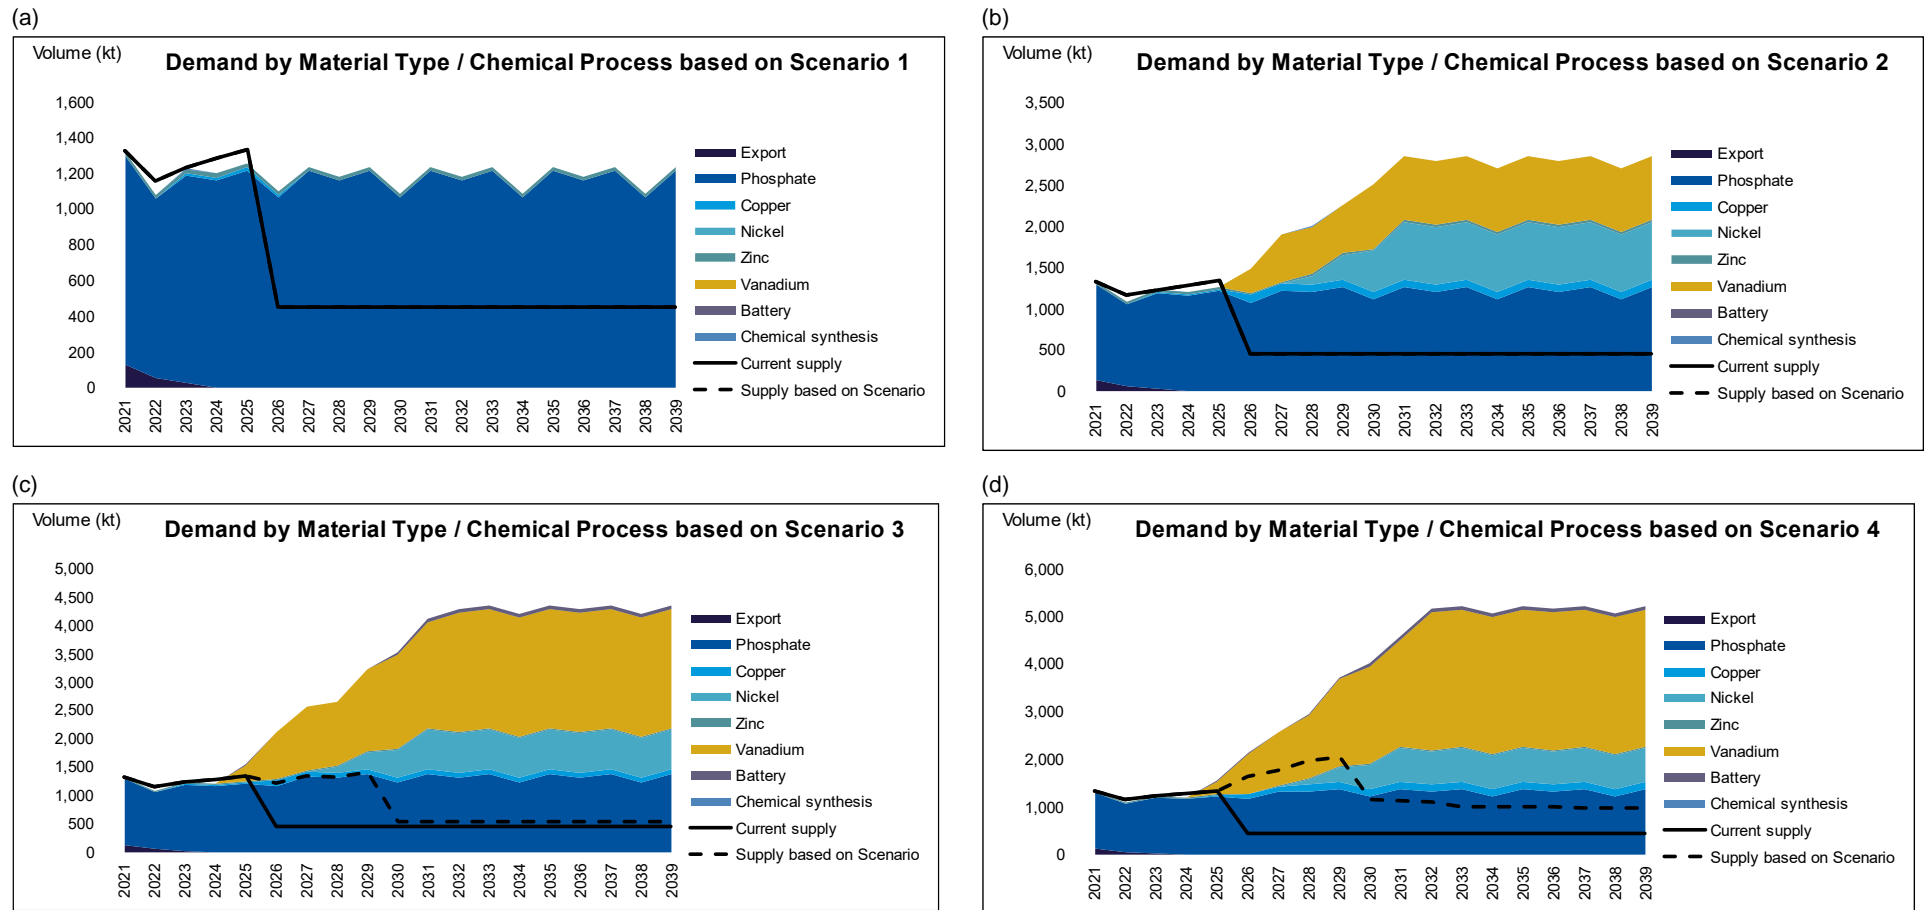 (a)
Volume (kt)
Demand by Material Type / Chemical Process based on Scenario 1
1,600
1,400
1,200
1,000
800
600
400
200
0
2021 2022 2023 2024 2025 2026 2027 2028 2029 2030 2031 2032 2033 2034 2035 2036 2037 2038 2039
Export
Phosphate
Copper
Nickel
Zinc
Vanadium
Battery
Chemical synthesis
Current supply
Supply based on Scenario
(b)
Volume (kt)
Demand by Material Type / Chemical Process based on Scenario 2
3,500
3,000
2,500
2,000
1,500
1,000
500
0
2021 2022 2023 2024 2025 2026 2027 2028 2029 2030 2031 2032 2033 2034 2035 2036 2037 2038 2039
Export
Phosphate
Copper
Nickel
Zinc
Vanadium
Battery
Chemical synthesis
Current supply
Supply based on Scenario
(c)
Volume (kt)
Demand by Material Type / Chemical Process based on Scenario 3
5,000
4,500
4,000
3,500
3,000
2,500
2,000
1,500
1,000
500
0
2021 2022 2023 2024 2025 2026 2027 2028 2029 2030 2031 2032 2033 2034 2035 2036 2037 2038 2039
Export
Phosphate
Copper
Nickel
Zinc
Vanadium
Battery
Chemical synthesis
Current supply
Supply based on Scenario
(d)
Volume (kt)
Demand by Material Type / Chemical Process based on Scenario 4
6,000
5,000
4,000
3,000
2,000
1,000
0
2021 2022 2023 2024 2025 2026 2027 2028 2029 2030 2031 2032 2033 2034 2035 2036 2037 2038 2039
Export
Phosphate
Copper
Nickel
Zinc
Vanadium
Battery
Chemical synthesis
Current supply
Supply based on Scenario